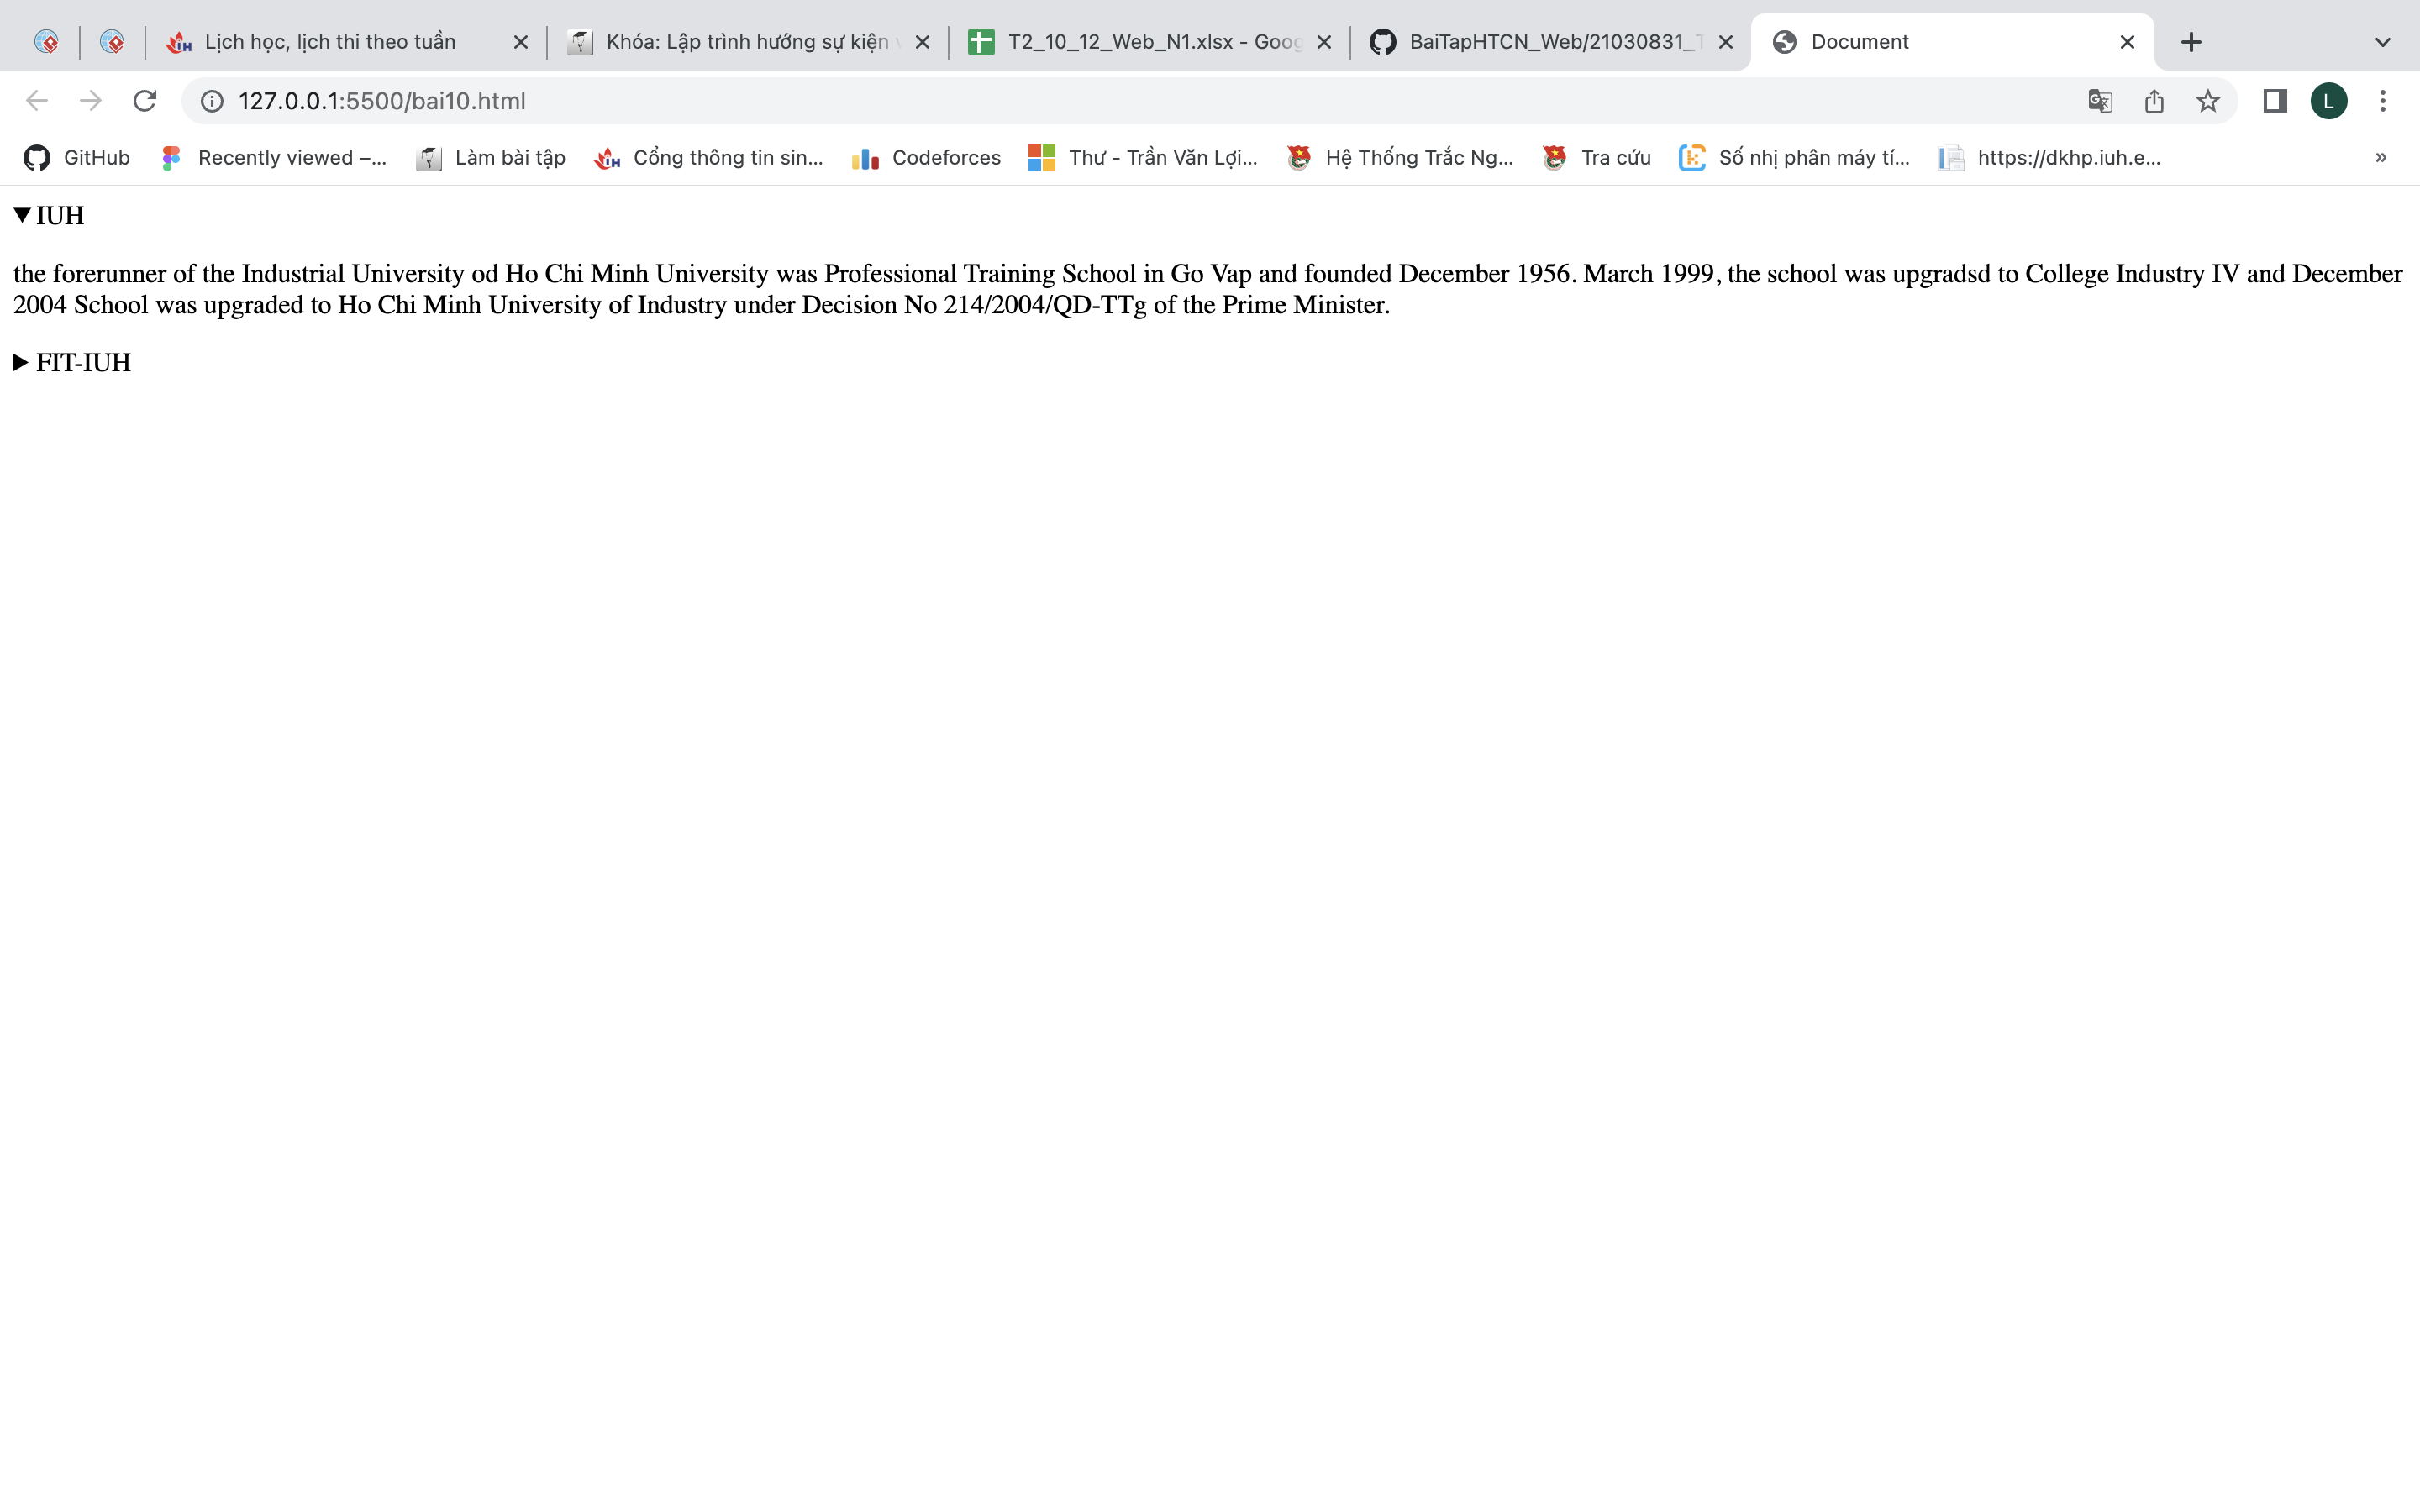 Lịch học, lịch thi theo tuần
Khóa: Lập trình hướng sự kiện
T2_10_12_Web_N1.xlsx - Goog
BaiTapHTCN_Web/21030831_T
Document
127.0.0.1:5500/bai10.html
L
GitHub
Recently viewed –...
Làm bài tập
Cổng thông tin sin...
Codeforces
Thư - Trần Văn Lợi...
Hệ Thống Trắc Ng...
Tra cứu
Số nhị phân máy tí...
https://dkhp.iuh.e...
»
IUH
the forerunner of the Industrial University od Ho Chi Minh University was Professional Training School in Go Vap and founded December 1956. March 1999, the school was upgradsd to College Industry IV and December
2004 School was upgraded to Ho Chi Minh University of Industry under Decision No 214/2004/QD-TTg of the Prime Minister.
FIT-IUH